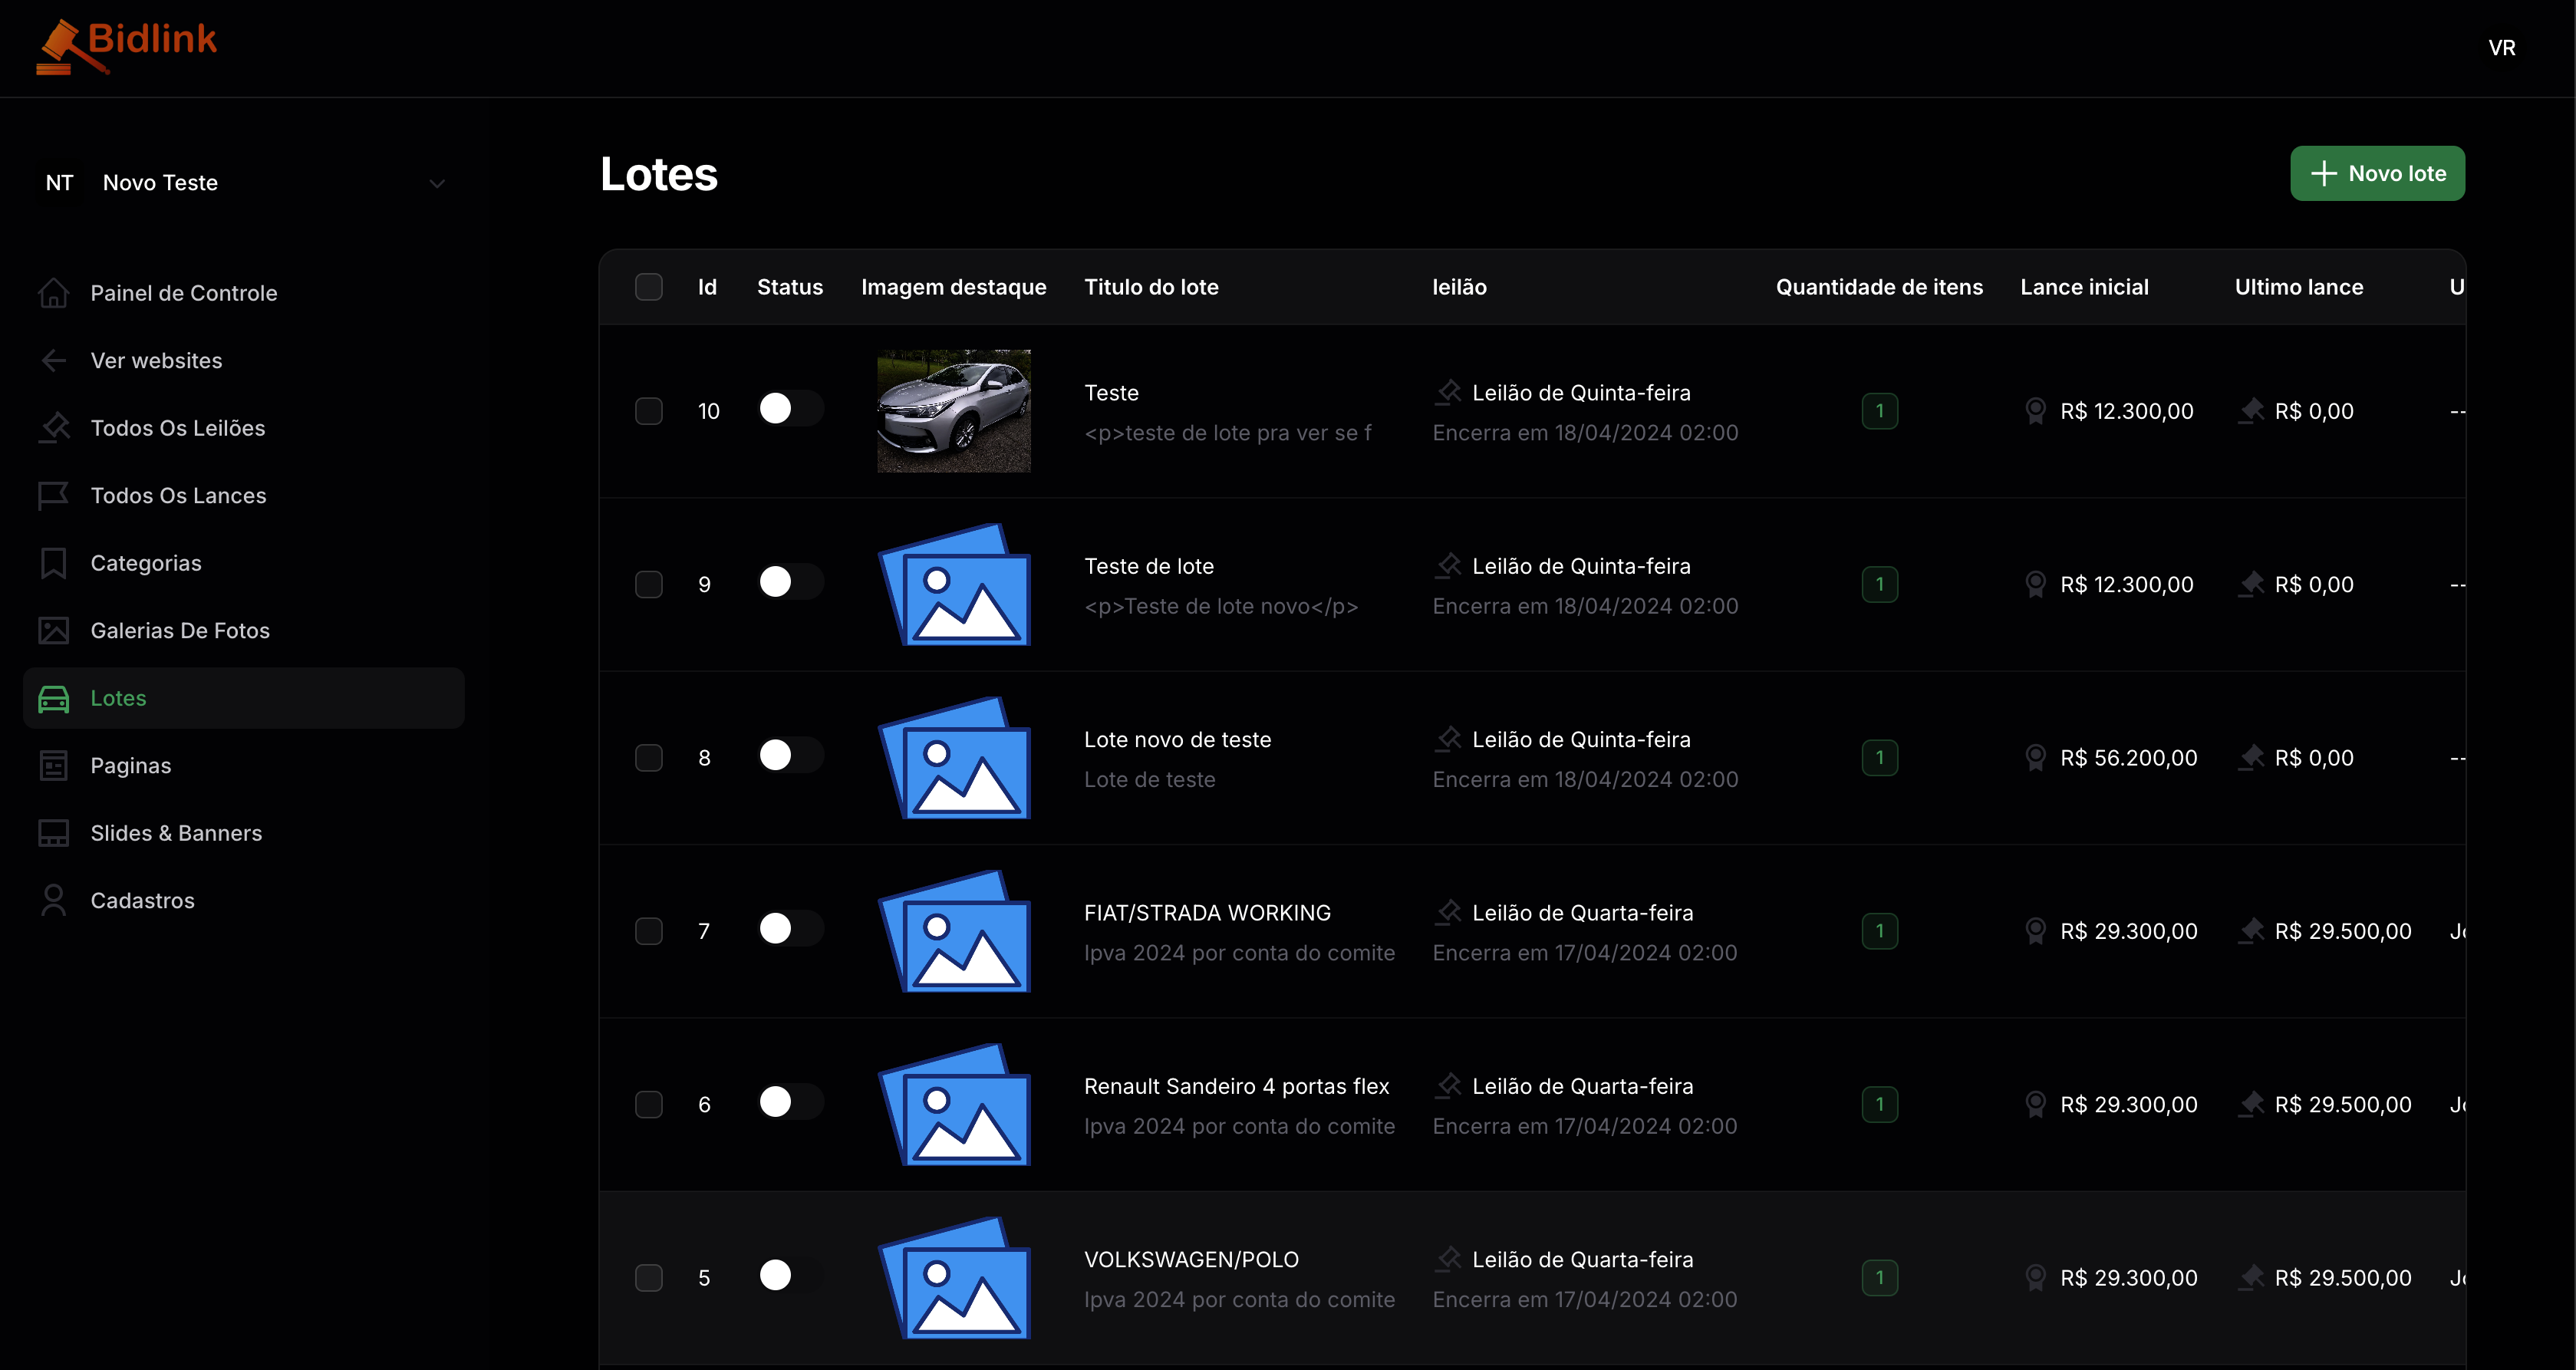 Bidlink
VR
NT Novo Teste
Painel de Controle
Ver websites
Todos Os Leilões
Todos Os Lances
Categorias
Galerias De Fotos
Lotes
Paginas
Slides & Banners
Cadastros
Lotes
Novo lote
Id Status Imagem destaque Titulo do lote leilão Quantidade de itens Lance inicial Ultimo lance
10 Teste Leilão de Quinta-feira 1 R$ 12.300,00 R$ 0,00 --
<p>teste de lote pra ver se f Encerra em 18/04/2024 02:00
9 Teste de lote Leilão de Quinta-feira 1 R$ 12.300,00 R$ 0,00 --
<p>Teste de lote novo</p> Encerra em 18/04/2024 02:00
8 Lote novo de teste Leilão de Quinta-feira 1 R$ 56.200,00 R$ 0,00 --
Lote de teste Encerra em 18/04/2024 02:00
7 FIAT/STRADA WORKING Leilão de Quarta-feira 1 R$ 29.300,00 R$ 29.500,00
Ipva 2024 por conta do comite Encerra em 17/04/2024 02:00
6 Renault Sandeiro 4 portas flex Leilão de Quarta-feira 1 R$ 29.300,00 R$ 29.500,00
Ipva 2024 por conta do comite Encerra em 17/04/2024 02:00
5 VOLKSWAGEN/POLO Leilão de Quarta-feira 1 R$ 29.300,00 R$ 29.500,00
Ipva 2024 por conta do comite Encerra em 17/04/2024 02:00